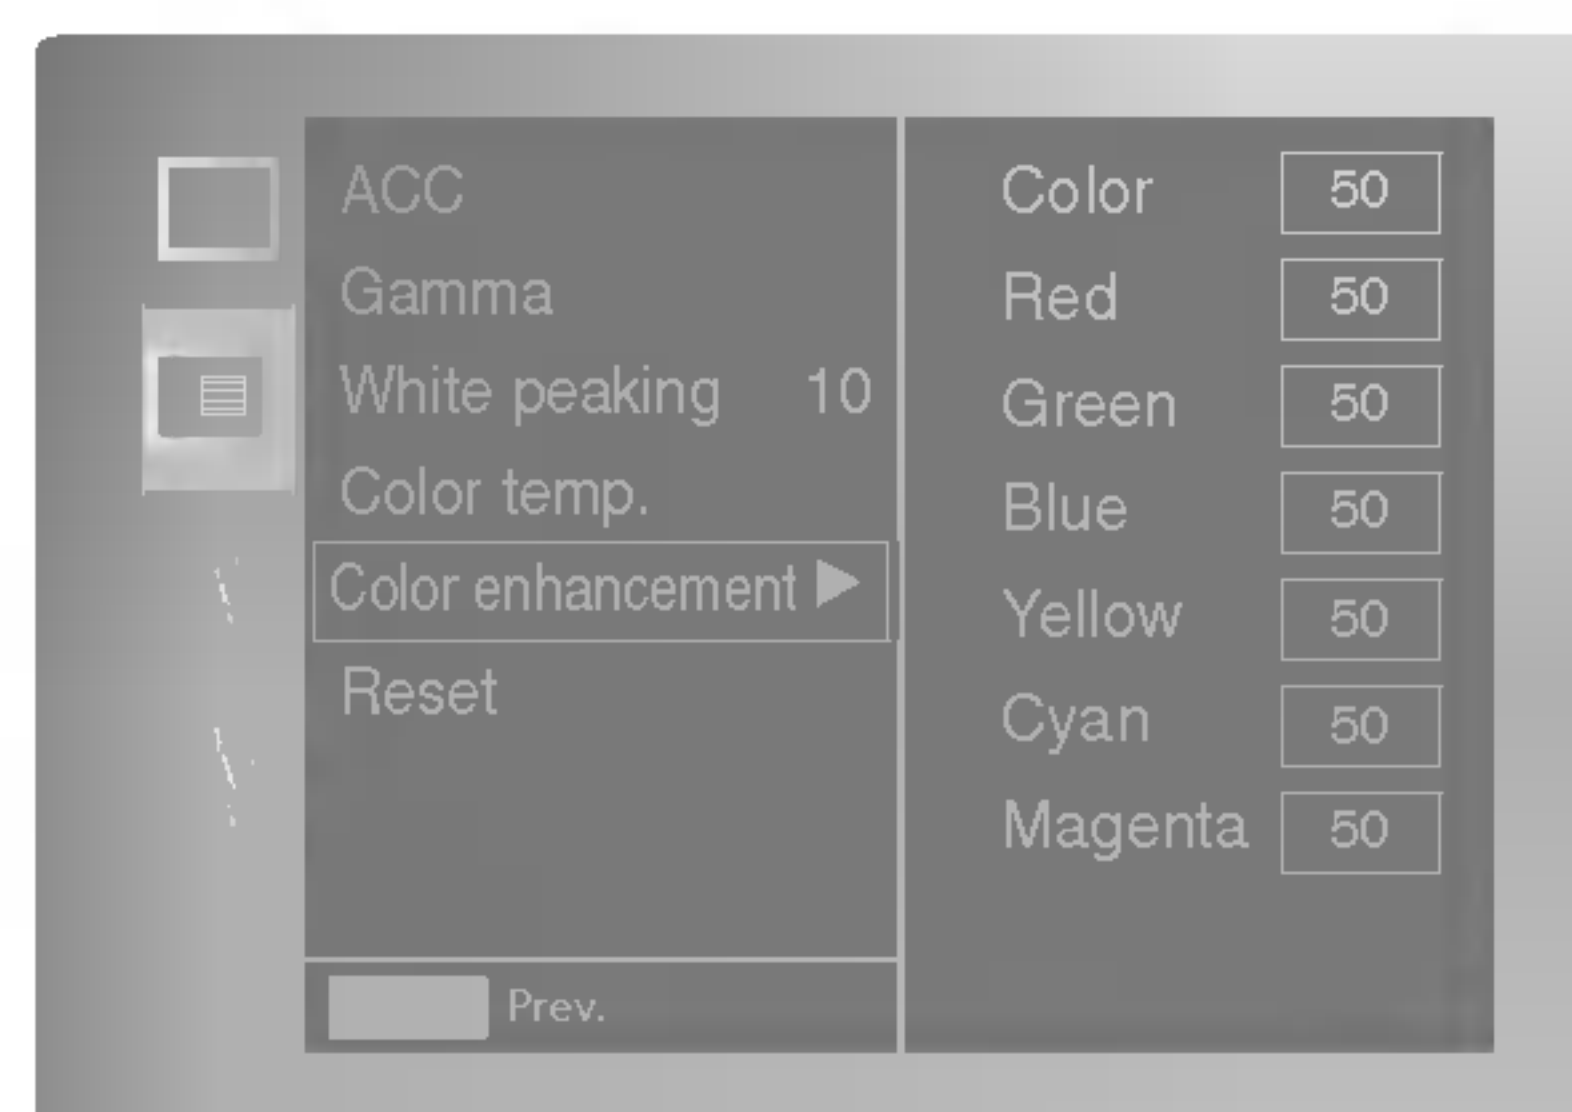 ACC
Gamma
White peaking 10
Color temp.
Color enhancement ▶
Reset
Prev.
Color 50
Red 50
Green 50
Blue 50
Yellow 50
Cyan 50
Magenta 50